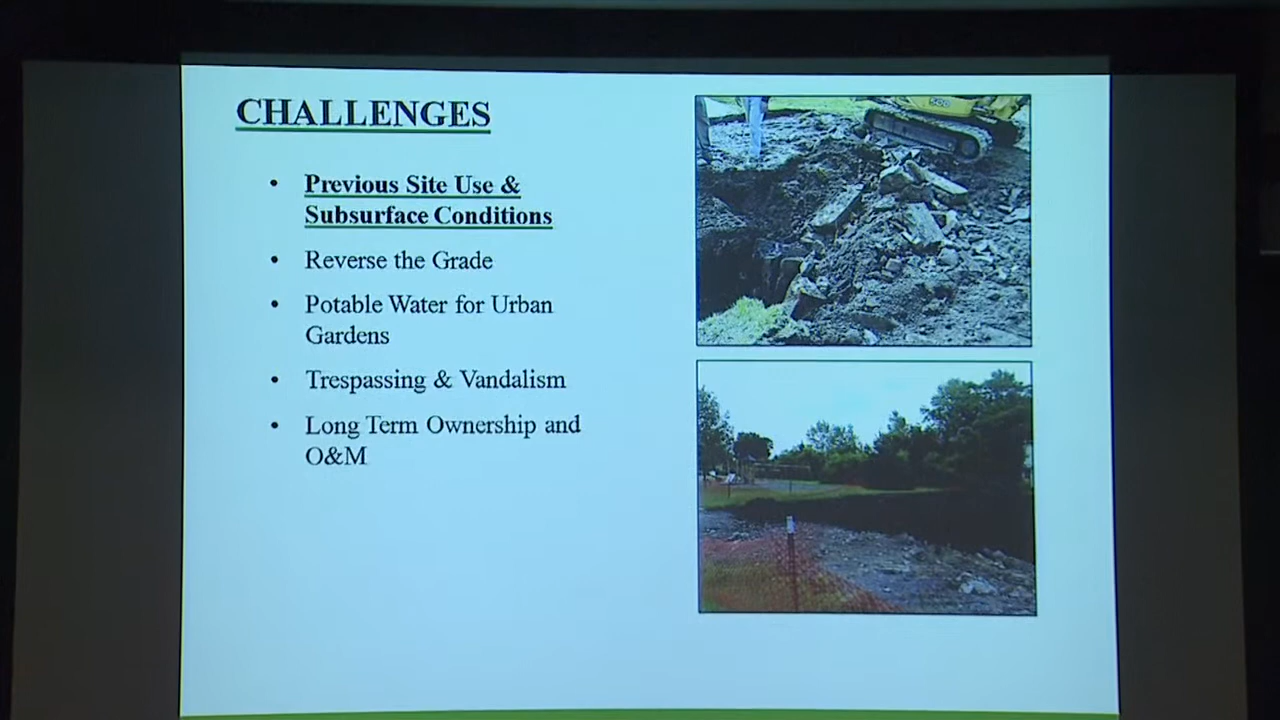 CHALLENGES
• Previous Site Use &
Subsurface Conditions
• Reverse the Grade
• Potable Water for Urban
Gardens
• Trespassing & Vandalism
• Long Term Ownership and
O&M
50D